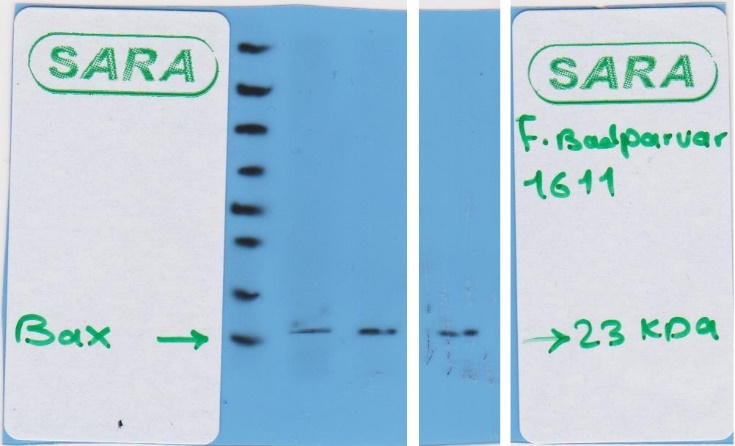 SARA
Bax →
SARA
F. Badparvar
1611
→ 23 KDa